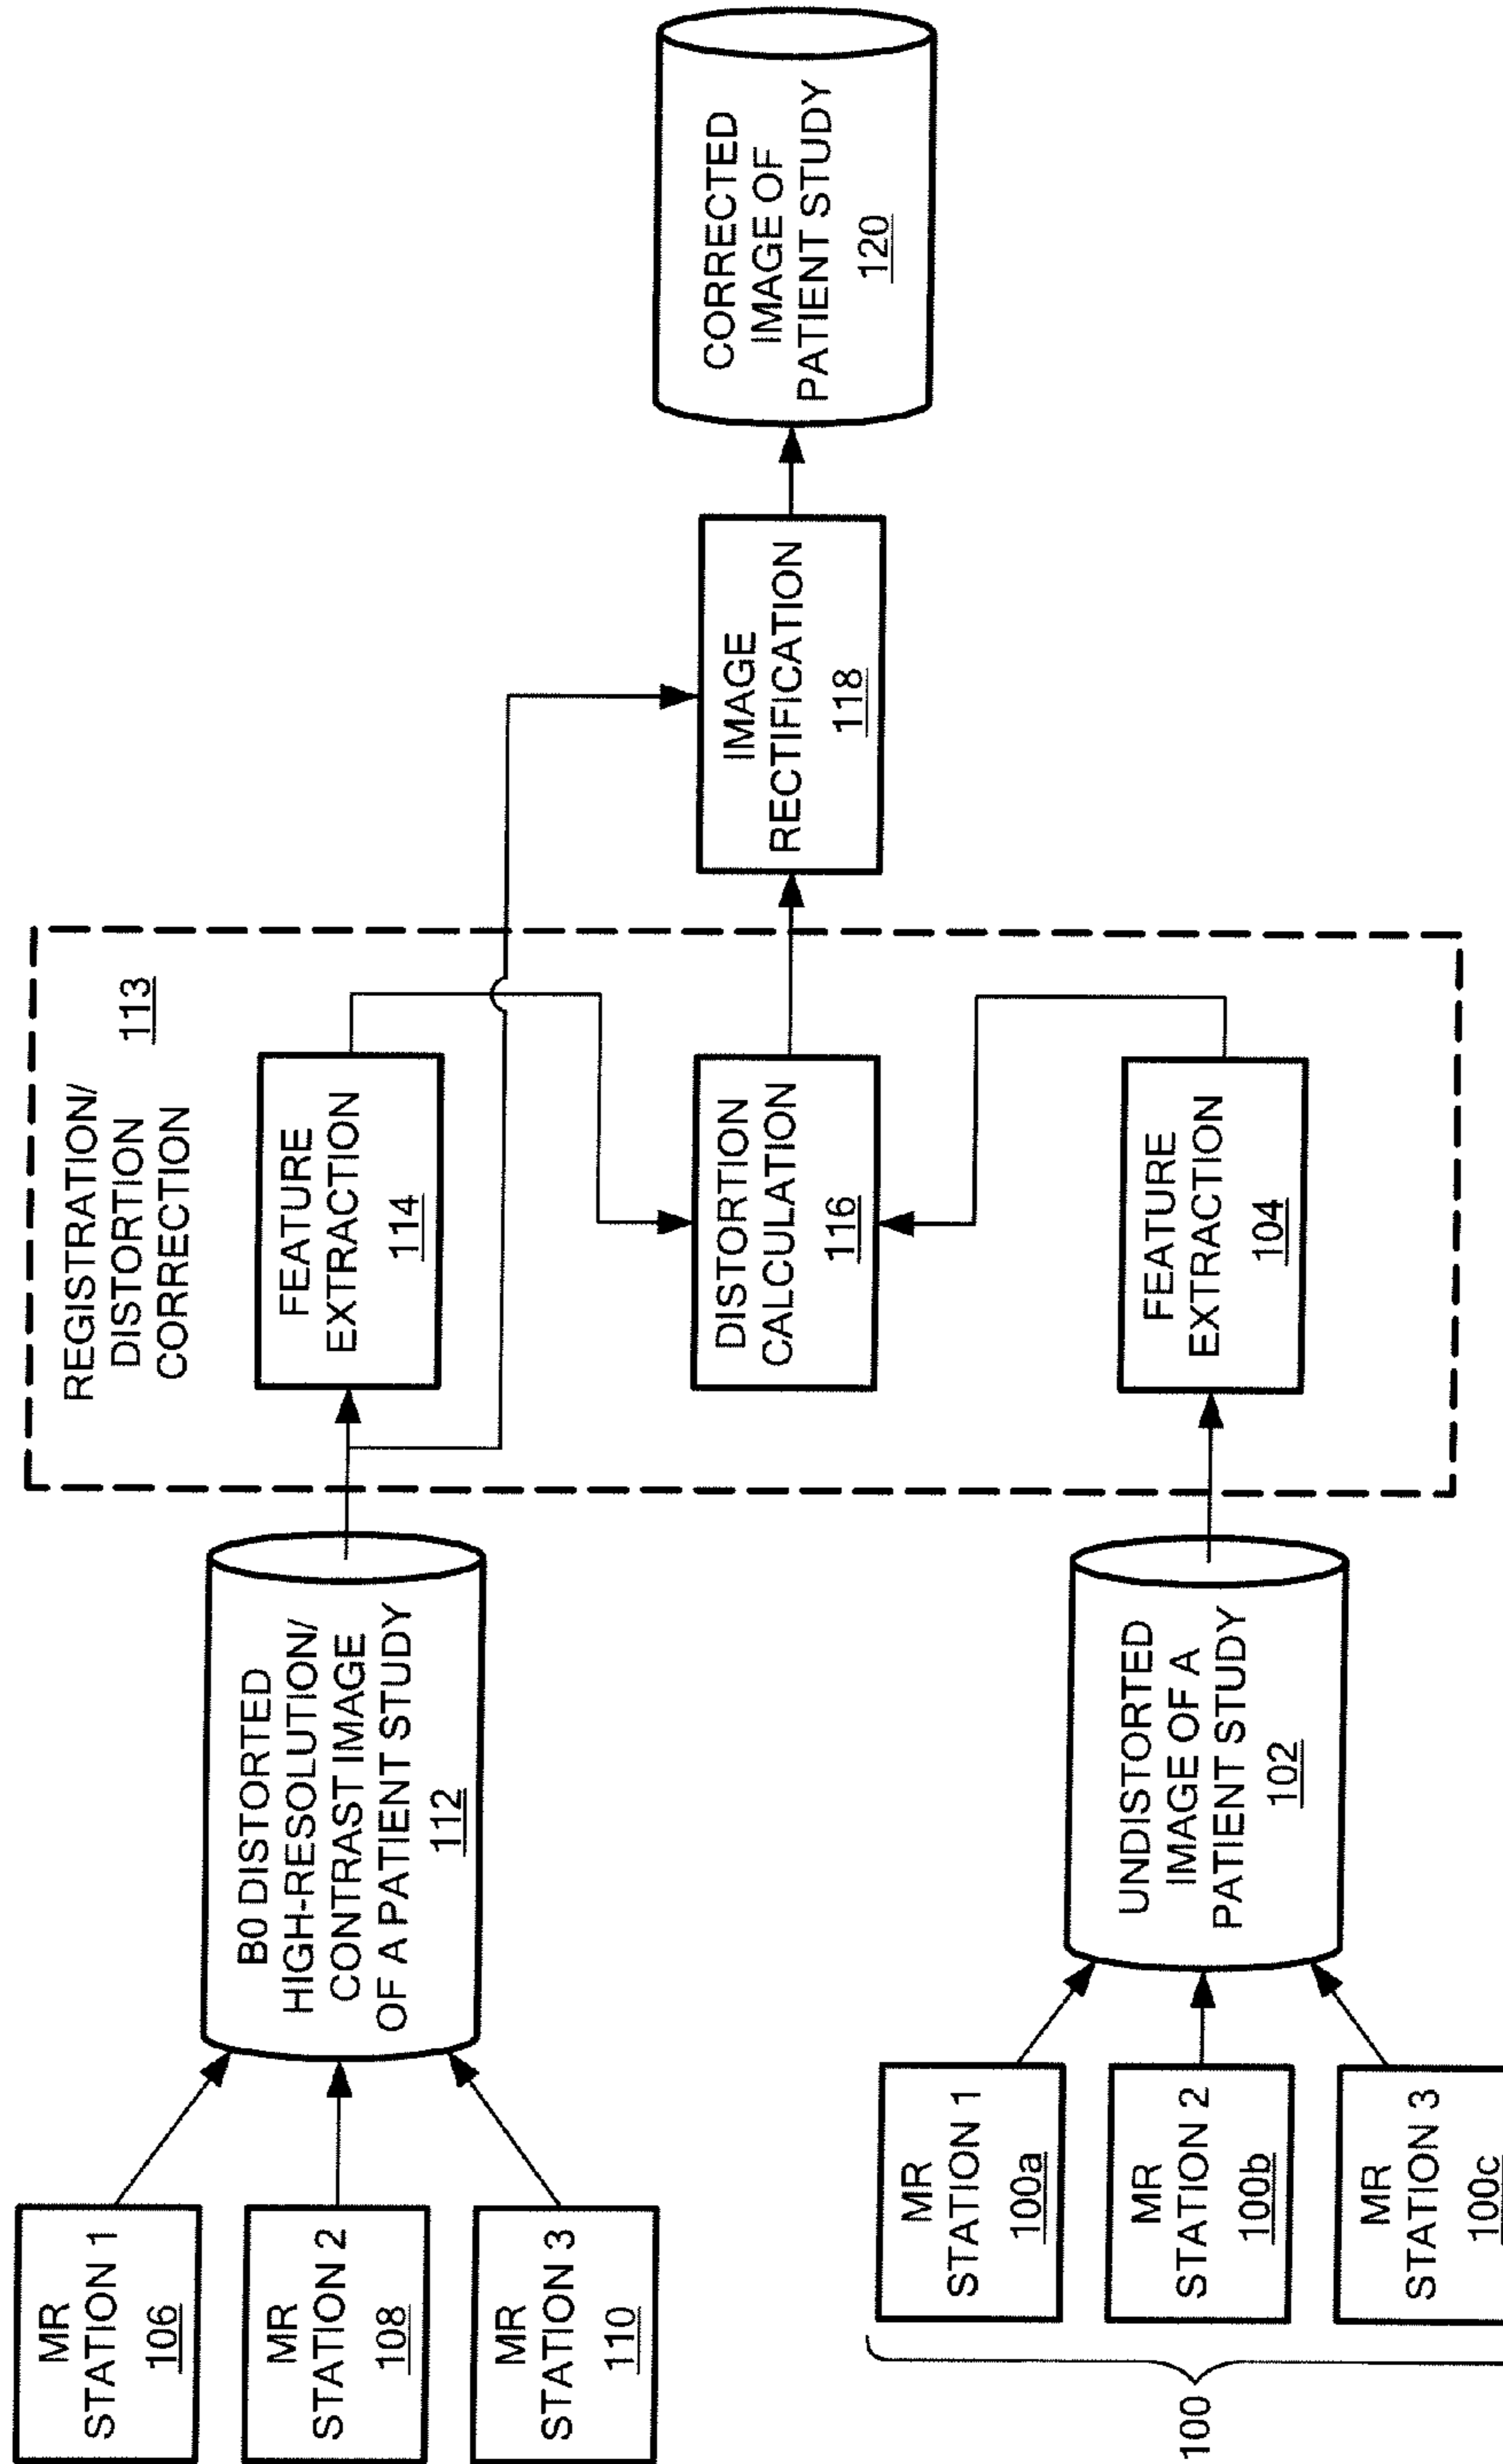 MR
STATION 1
106
MR
STATION 2
108
MR
STATION 3
110
B0 DISTORTED
HIGH-RESOLUTION/
CONTRAST IMAGE
OF A PATIENT STUDY
112
REGISTRATION/
DISTORTION
CORRECTION
113
FEATURE
EXTRACTION
114
DISTORTION
CALCULATION
116
FEATURE
EXTRACTION
104
IMAGE
RECTIFICATION
118
CORRECTED
IMAGE OF
PATIENT STUDY
120
100
MR
STATION 1
100a
MR
STATION 2
100b
MR
STATION 3
100c
UNDISTORTED
IMAGE OF A
PATIENT STUDY
102